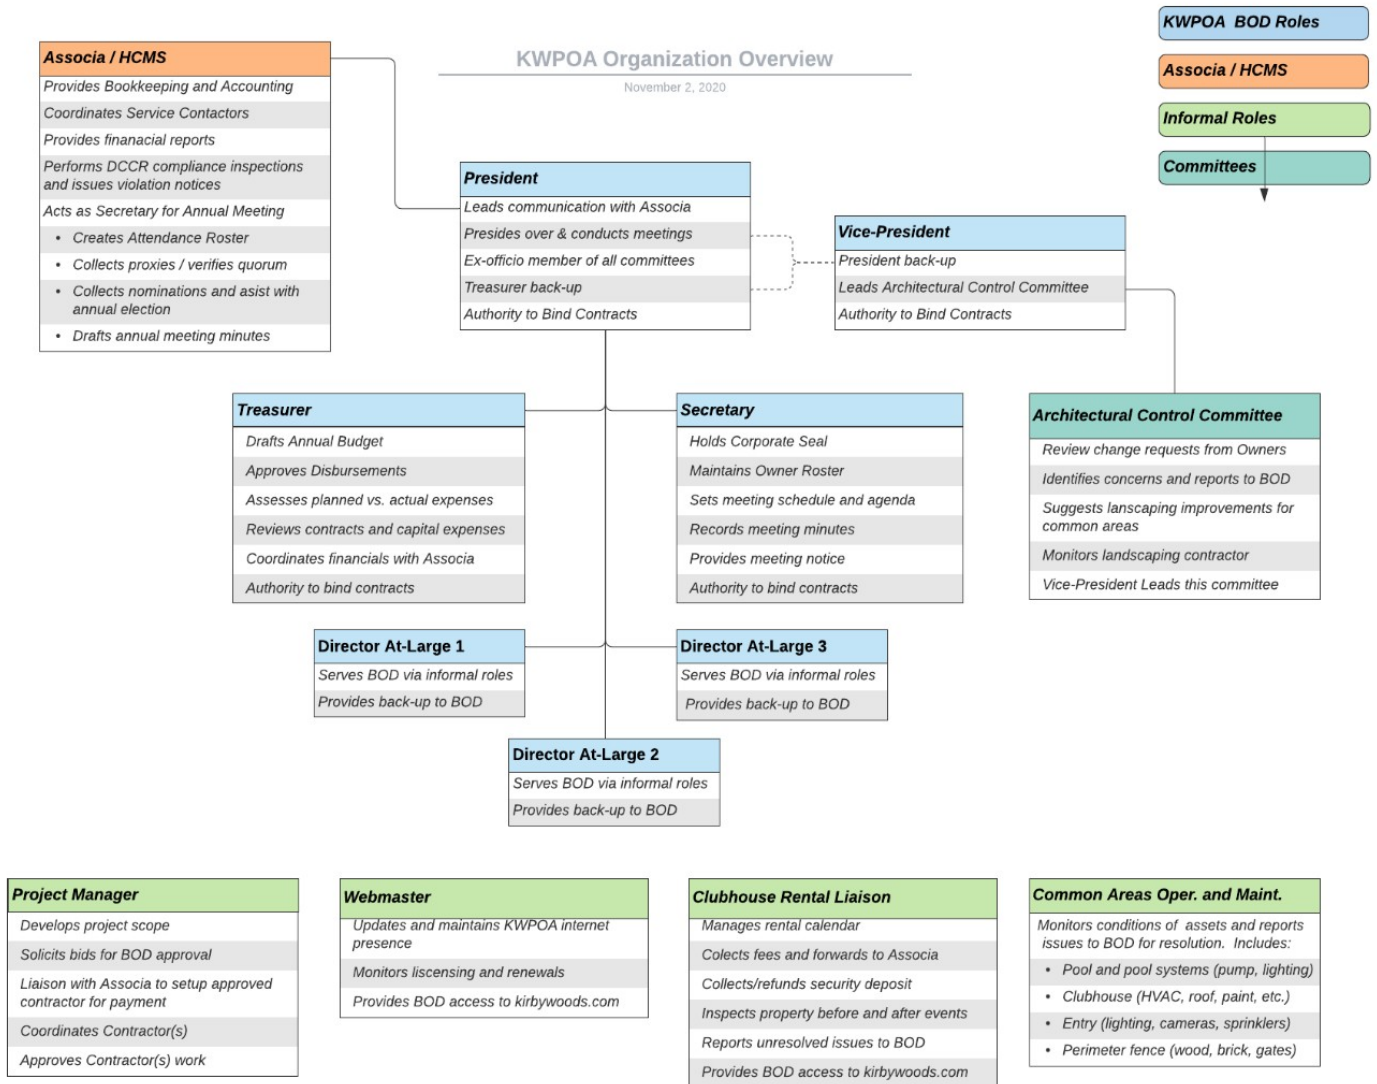 KWPOA Organization Overview
November 2, 2020
KWPOA  BOD Roles
Associa / HCMS
Informal Roles
Committees
Associa / HCMS
Provides Bookkeeping and Accounting
Coordinates Service Contactors
Provides finanacial reports
Performs DCCR compliance inspections
and issues violation notices
Acts as Secretary for Annual Meeting
• Creates Attendance Roster
• Collects proxies / verifies quorum
• Collects nominations and asist with
annual election
• Drafts annual meeting minutes
President
Leads communication with Associa
Presides over & conducts meetings
Ex-officio member of all committees
Treasurer back-up
Authority to Bind Contracts
Vice-President
President back-up
Leads Architectural Control Committee
Authority to Bind Contracts
Treasurer
Drafts Annual Budget
Approves Disbursements
Assesses planned vs. actual expenses
Reviews contracts and capital expenses
Coordinates financials with Associa
Authority to bind contracts
Secretary
Holds Corporate Seal
Maintains Owner Roster
Sets meeting schedule and agenda
Records meeting minutes
Provides meeting notice
Authority to bind contracts
Architectural Control Committee
Review change requests from Owners
Identifies concerns and reports to BOD
Suggests lanscaping improvements for
common areas
Monitors landscaping contractor
Vice-President Leads this committee
Director At-Large 1
Serves BOD via informal roles
Provides back-up to BOD
Director At-Large 3
Serves BOD via informal roles
Provides back-up to BOD
Director At-Large 2
Serves BOD via informal roles
Provides back-up to BOD
Project Manager
Develops project scope
Solicits bids for BOD approval
Liaison with Associa to setup approved
contractor for payment
Coordinates Contractor(s)
Approves Contractor(s) work
Webmaster
Updates and maintains KWPOA internet
presence
Monitors liscensing and renewals
Provides BOD access to kirbywoods.com
Clubhouse Rental Liaison
Manages rental calendar
Colects fees and forwards to Associa
Collects/refunds security deposit
Inspects property before and after events
Reports unresolved issues to BOD
Provides BOD access to kirbywoods.com
Common Areas Oper. and Maint.
Monitors conditions of  assets and reports
issues to BOD for resolution.  Includes:
• Pool and pool systems (pump, lighting)
• Clubhouse (HVAC, roof, paint, etc.)
• Entry (lighting, cameras, sprinklers)
• Perimeter fence (wood, brick, gates)